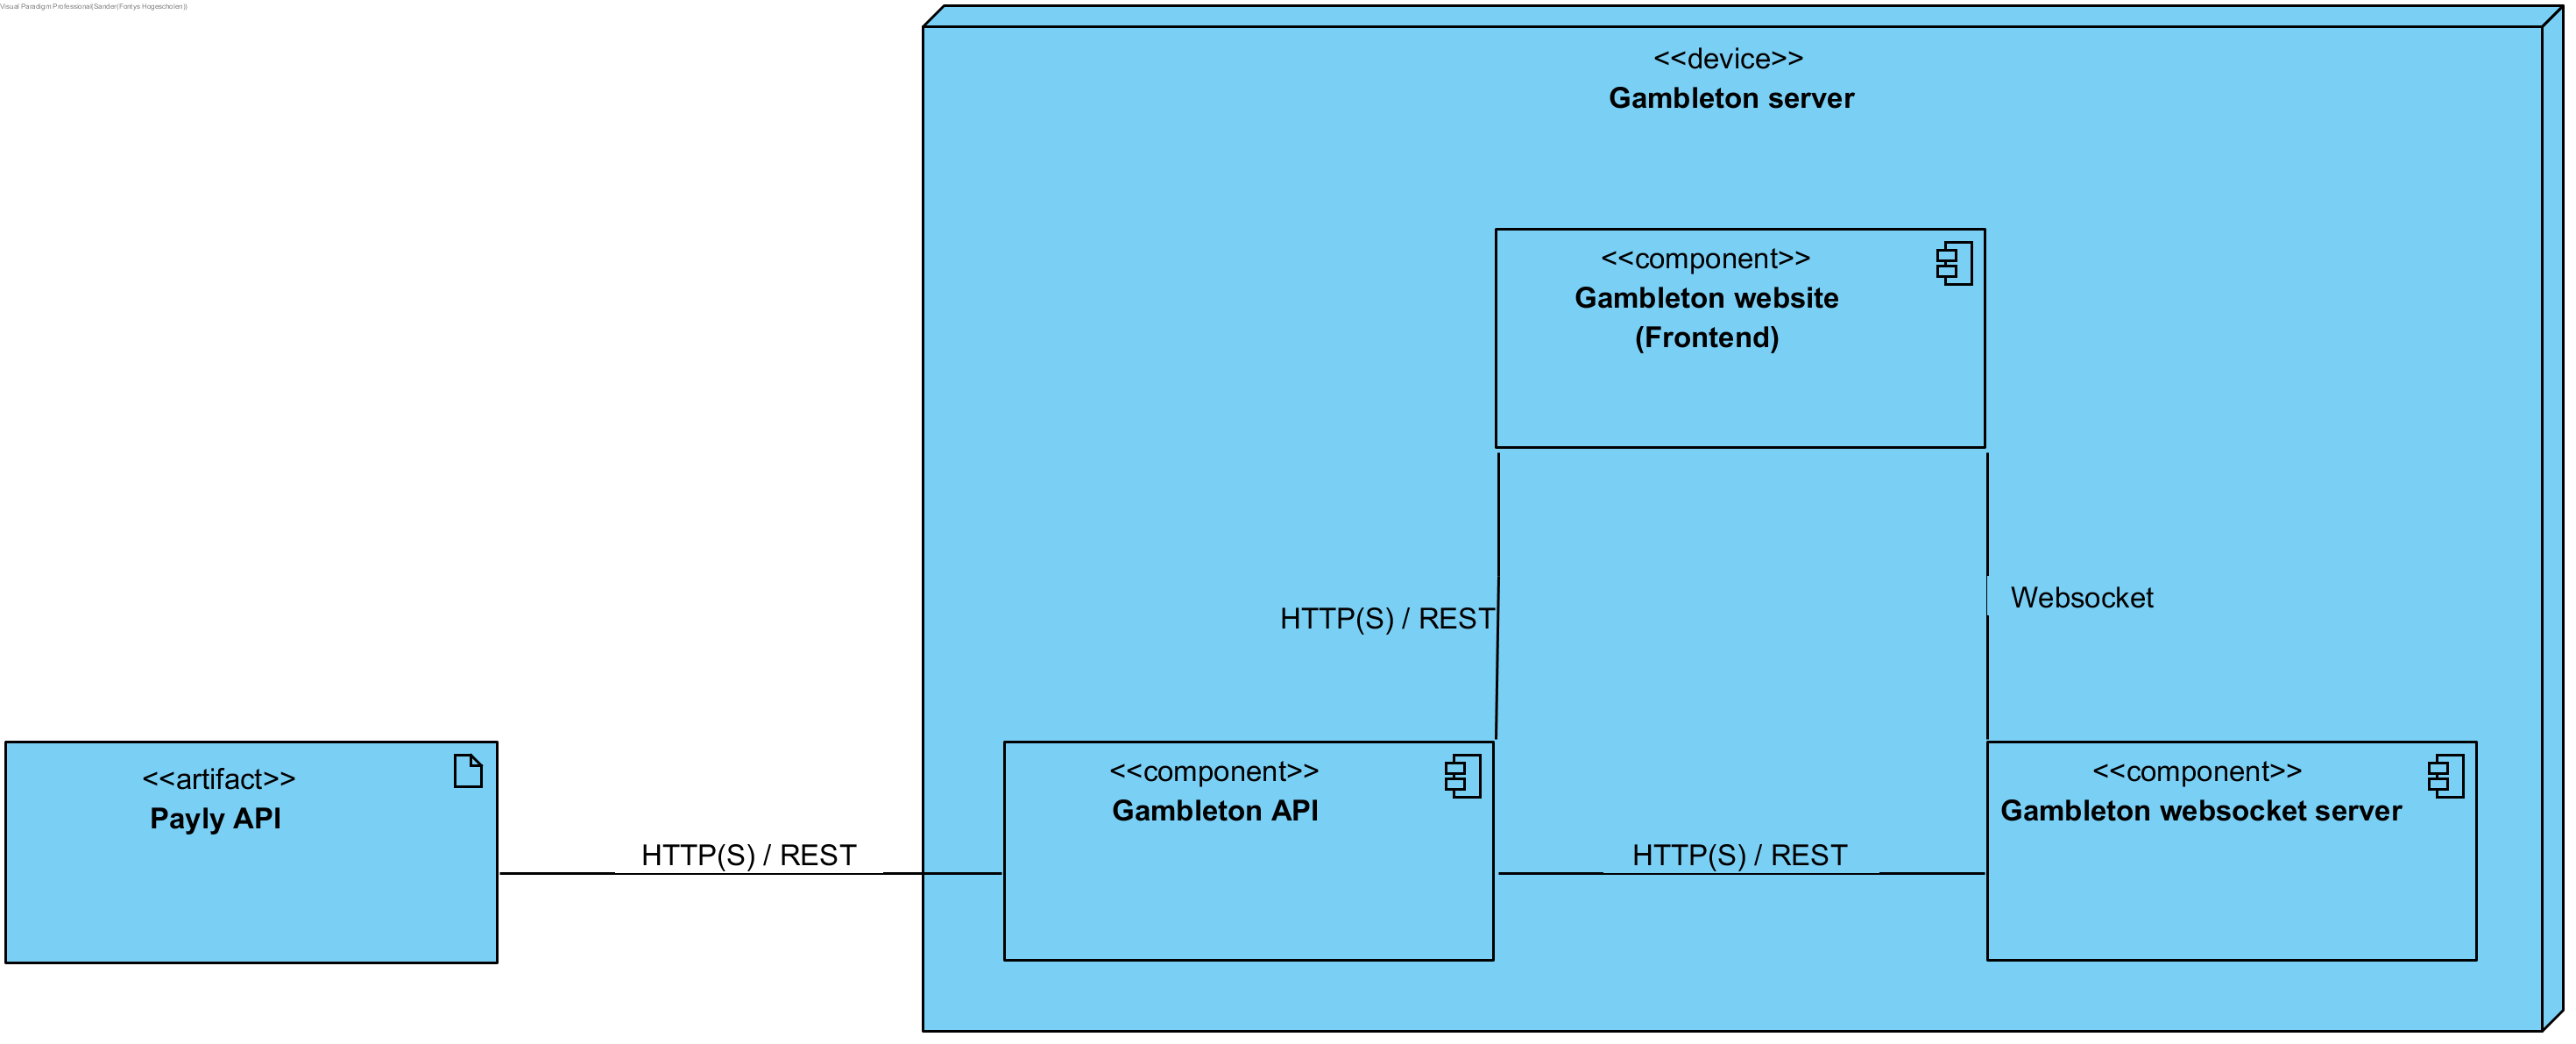 Visual Paradigm Professional(Sander(Fontys Hogescholen))
<<device>>
Gambleton server
<<component>>
Gambleton website
(Frontend)
HTTP(S) / REST
Websocket
<<artifact>>
Payly API
HTTP(S) / REST
<<component>>
Gambleton API
HTTP(S) / REST
<<component>>
Gambleton websocket server